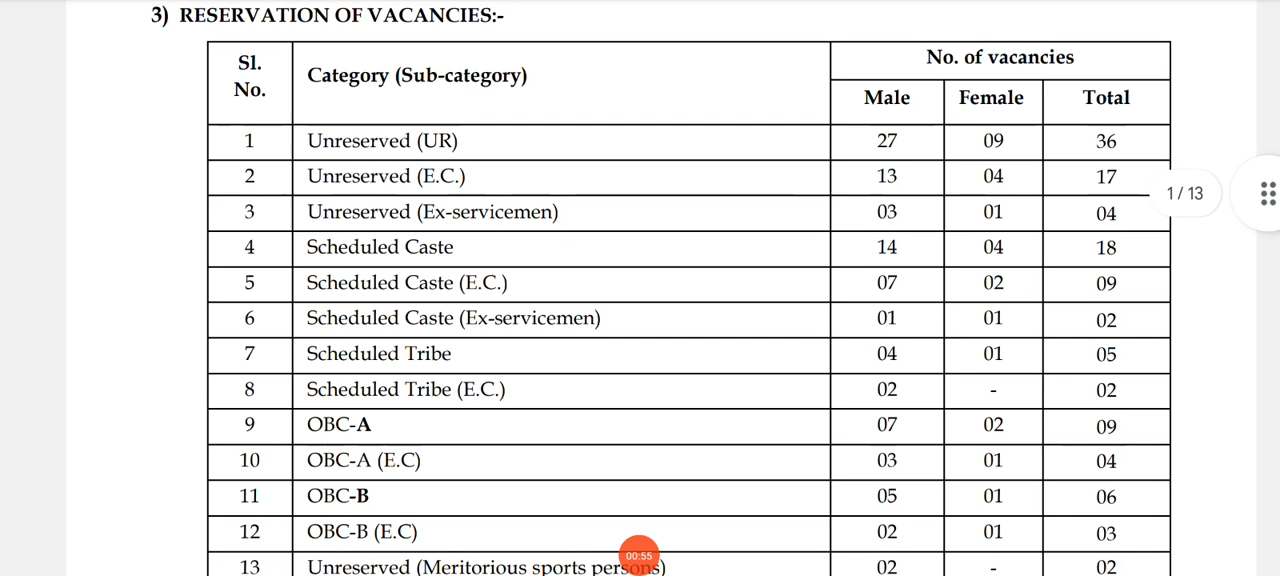 3) RESERVATION OF VACANCIES:-
Sl. No. Category (Sub-category) No. of vacancies
Male Female Total
1 Unreserved (UR) 27 09 36
2 Unreserved (E.C.) 13 04 17
3 Unreserved (Ex-servicemen) 03 01 04
4 Scheduled Caste 14 04 18
5 Scheduled Caste (E.C.) 07 02 09
6 Scheduled Caste (Ex-servicemen) 01 01 02
7 Scheduled Tribe 04 01 05
8 Scheduled Tribe (E.C.) 02 - 02
9 OBC-A 07 02 09
10 OBC-A (E.C) 03 01 04
11 OBC-B 05 01 06
12 OBC-B (E.C) 02 01 03
13 Unreserved (Meritorious sports persons) 02 - 02
1 / 13
00:55